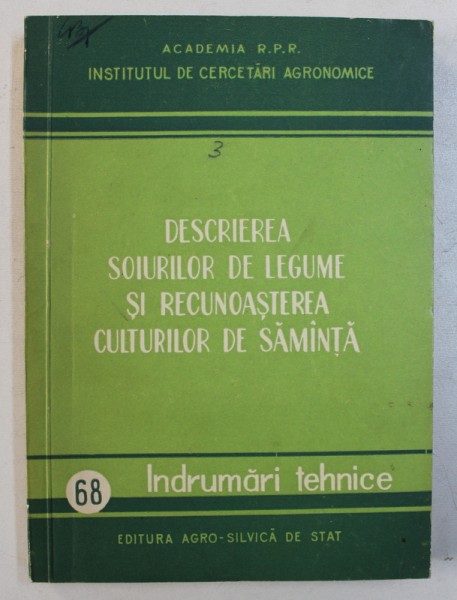 ACADEMIA R.P.R.
INSTITUTUL DE CERCETĂRI AGRONOMICE
3
DESCRIEREA
SOIURILOR DE LEGUME
ȘI RECUNOAȘTEREA
CULTURILOR DE SĂMÎNȚĂ
68 Indrumări tehnice
EDITURA AGRO-SILVICĂ DE STAT